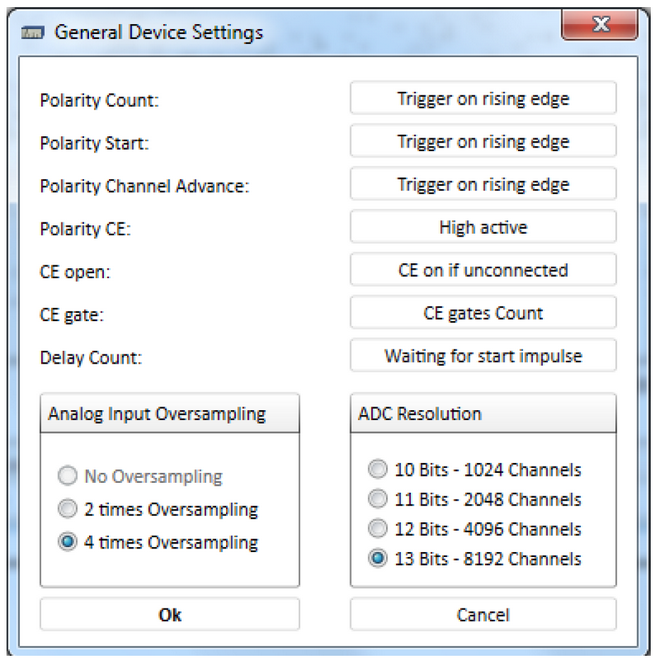 General Device Settings
Polarity Count: Trigger on rising edge
Polarity Start: Trigger on rising edge
Polarity Channel Advance: Trigger on rising edge
Polarity CE: High active
CE open: CE on if unconnected
CE gate: CE gates Count
Delay Count: Waiting for start impulse
Analog Input Oversampling
No Oversampling
2 times Oversampling
4 times Oversampling
ADC Resolution
10 Bits - 1024 Channels
11 Bits - 2048 Channels
12 Bits - 4096 Channels
13 Bits - 8192 Channels
Ok Cancel